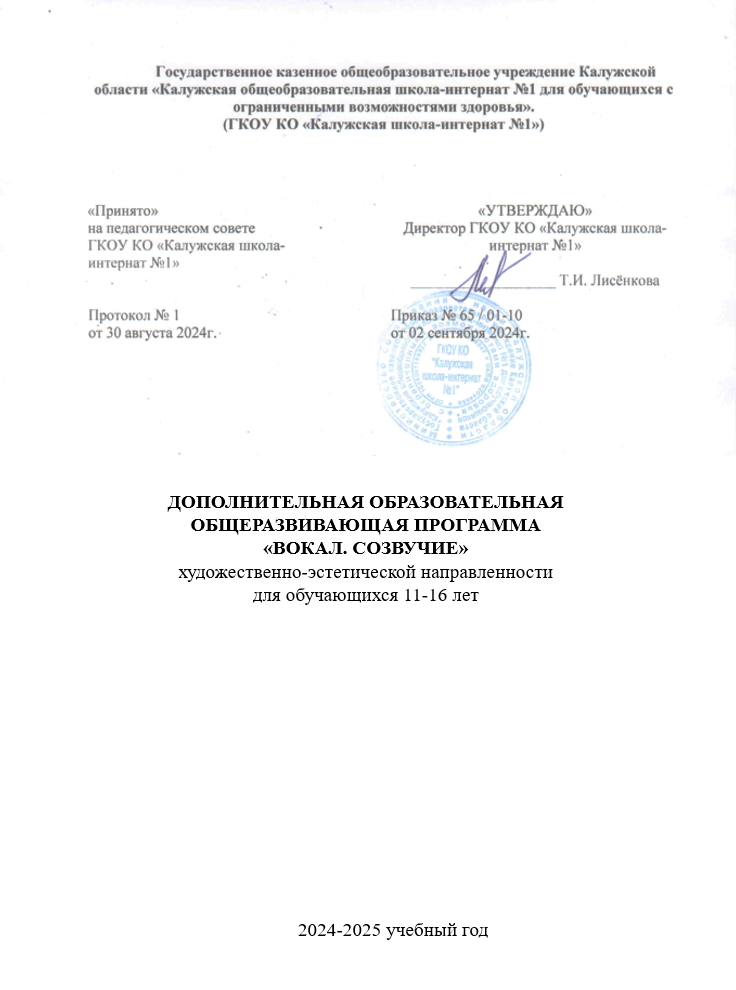 Государственное казенное общеобразовательное учреждение Калужской
области «Калужская общеобразовательная школа-интернат №1 для обучающихся с
ограниченными возможностями здоровья».
(ГКОУ КО «Калужская школа-интернат №1»)
«Принято»
на педагогическом совете
ГКОУ КО «Калужская школа-
интернат №1»
Протокол № 1
от 30 августа 2024г.
«УТВЕРЖДАЮ»
Директор ГКОУ КО «Калужская школа-
интернат №1»
Т.И. Лисёнкова
Приказ № 65 / 01-10
от 02 сентября 2024г.
ГКОУ КО
"Калужская
школа-интернат
№1"
ДОПОЛНИТЕЛЬНАЯ ОБРАЗОВАТЕЛЬНАЯ
ОБЩЕРАЗВИВАЮЩАЯ ПРОГРАММА
«ВОКАЛ. СОЗВУЧИЕ»
художественно-эстетической направленности
для обучающихся 11-16 лет
2024-2025 учебный год